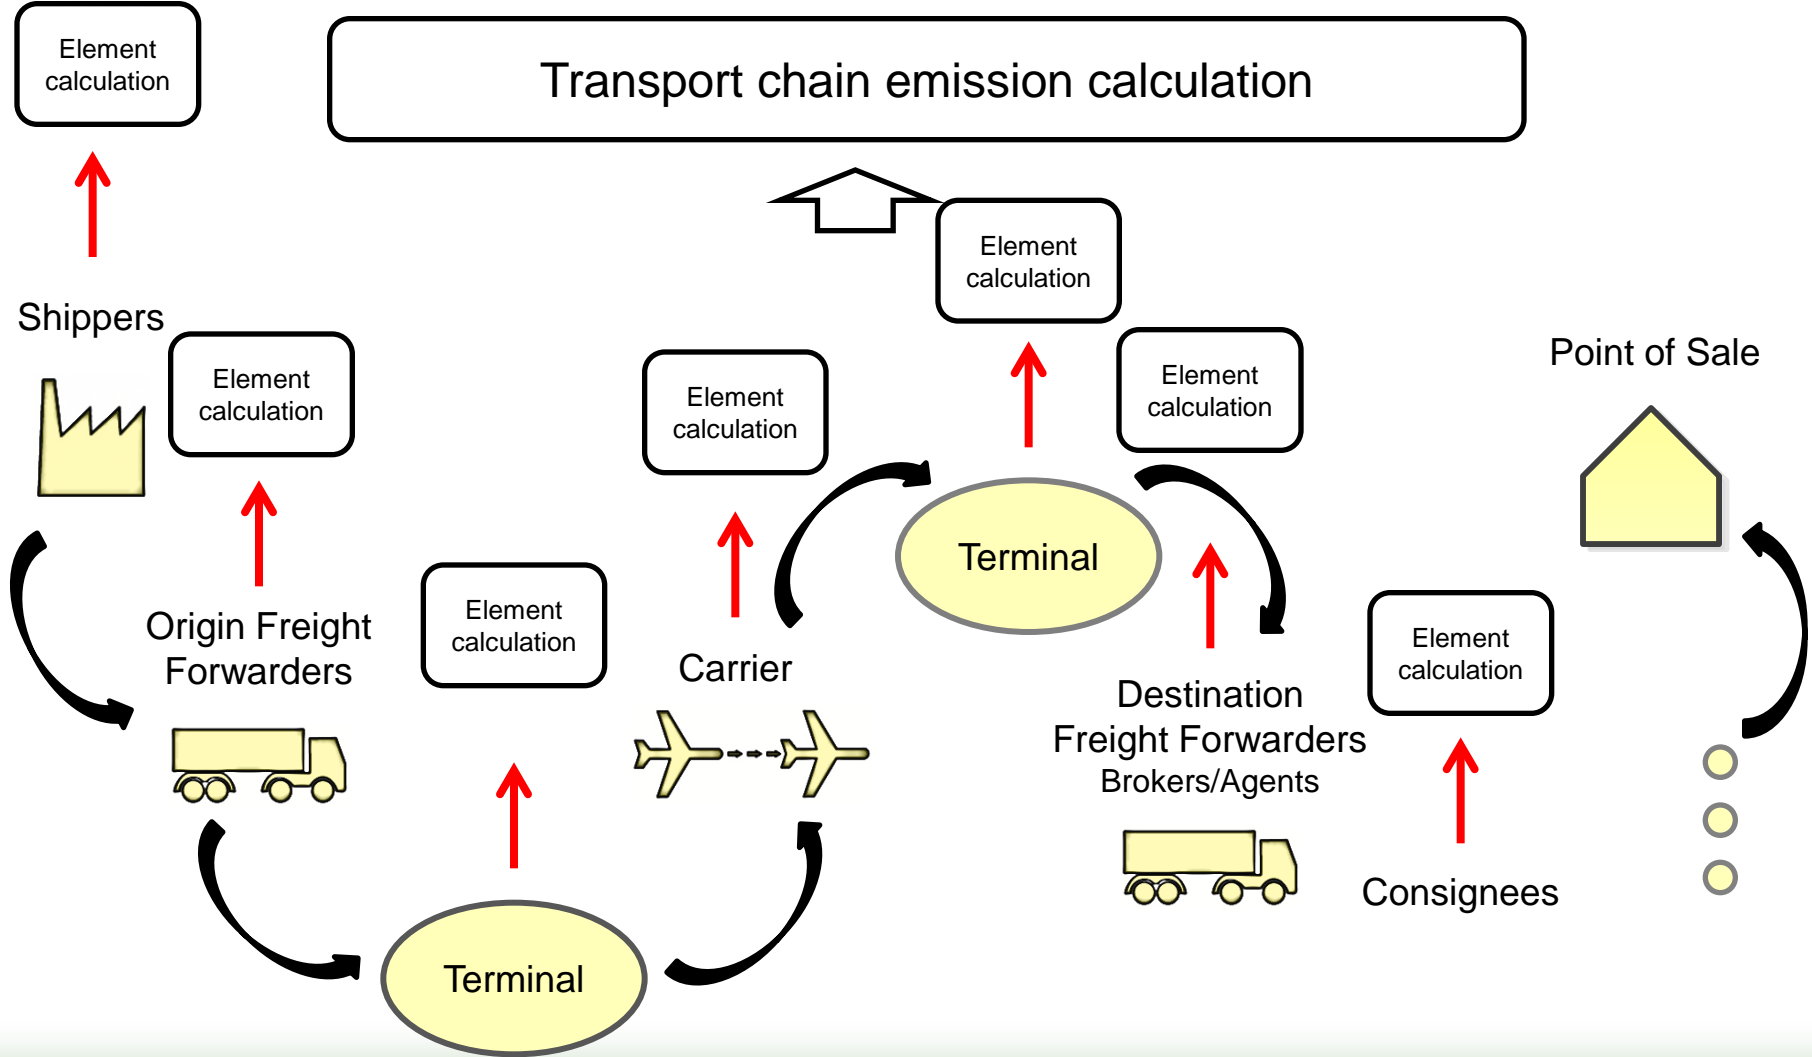 Element
calculation
Transport chain emission calculation
Shippers
Element
calculation
Origin Freight
Forwarders
Element
calculation
Terminal
Element
calculation
Carrier
Element
calculation
Terminal
Element
calculation
Destination
Freight Forwarders
Brokers/Agents
Element
calculation
Consignees
Point of Sale